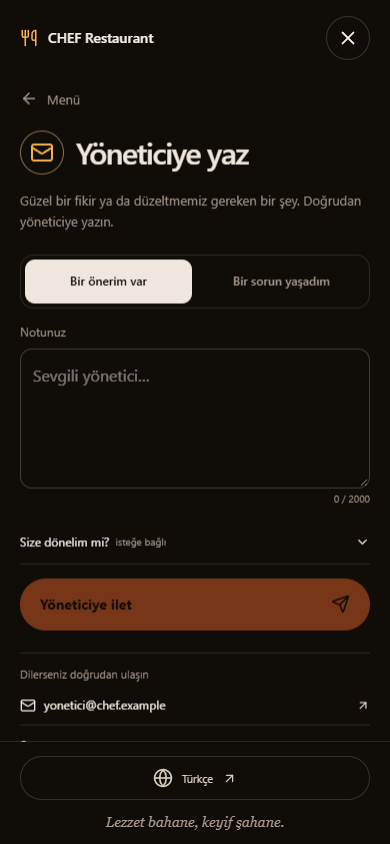 CHEF Restaurant
Menü
Yöneticiye yaz
Güzel bir fikir ya da düzeltmemiz gereken bir şey. Doğrudan
yöneticiye yazın.
Bir önerim var
Bir sorun yaşadım
Notunuz
Sevgili yönetici...
0 / 2000
Size dönelim mi? isteğe bağlı
Yöneticiye ilet
Dilerseniz doğrudan ulaşın
yonetici@chef.example
Türkçe
Lezzet bahane, keyif şahane.